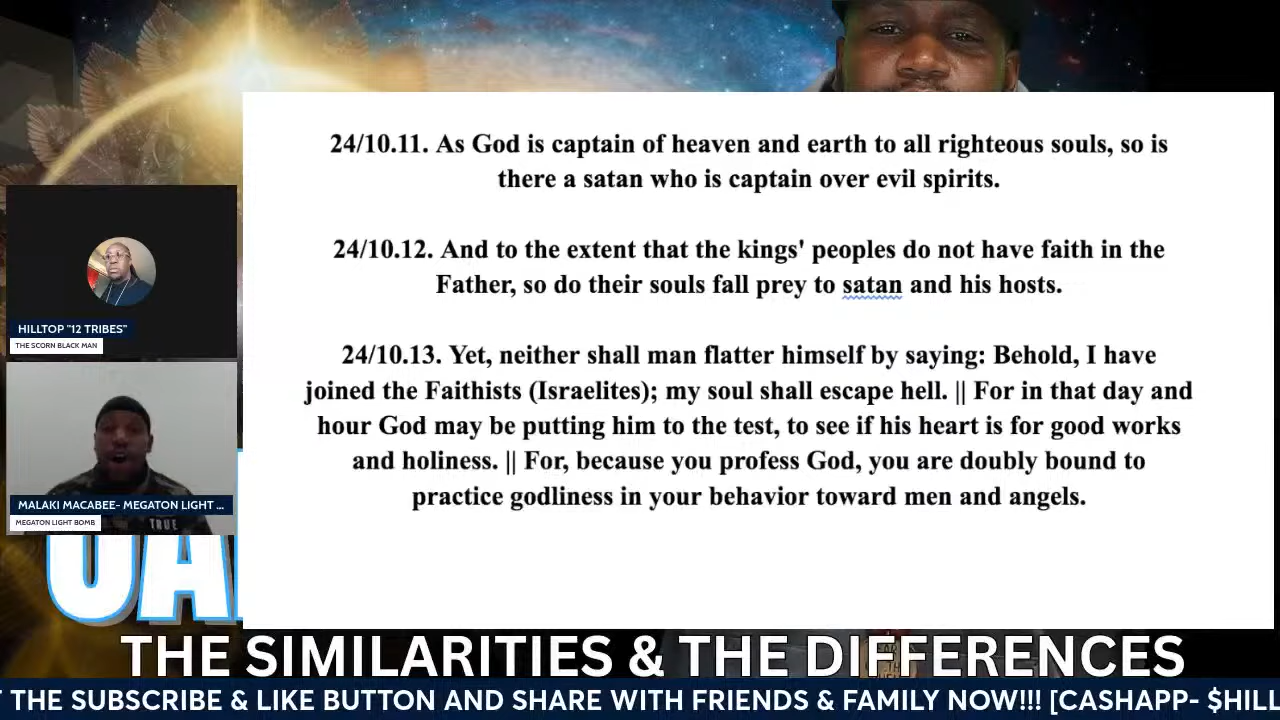 24/10.11. As God is captain of heaven and earth to all righteous souls, so is
there a satan who is captain over evil spirits.
24/10.12. And to the extent that the kings' peoples do not have faith in the
Father, so do their souls fall prey to satan and his hosts.
24/10.13. Yet, neither shall man flatter himself by saying: Behold, I have
joined the Faithists (Israelites); my soul shall escape hell. || For in that day and
hour God may be putting him to the test, to see if his heart is for good works
and holiness. || For, because you profess God, you are doubly bound to
practice godliness in your behavior toward men and angels.
HILLTOP "12 TRIBES"
THE SCORN BLACK MAN
MALAKI MACABEE- MEGATON LIGHT ...
MEGATON LIGHT BOMB
TRUE
THE SIMILARITIES & THE DIFFERENCES
T THE SUBSCRIBE & LIKE BUTTON AND SHARE WITH FRIENDS & FAMILY NOW!!! [CASHAPP- $HILL